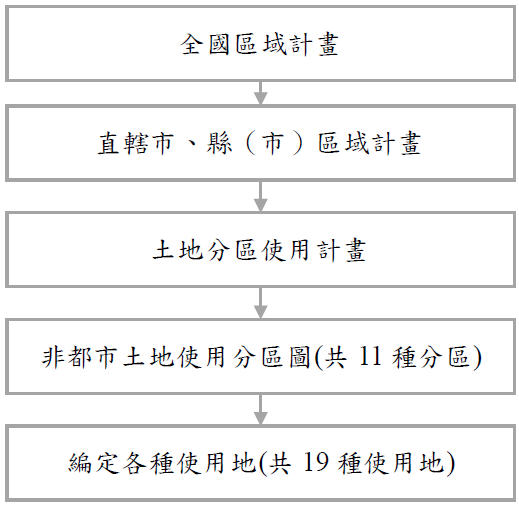 全國區域計畫
直轄市、縣（市）區域計畫
土地分區使用計畫
非都市土地使用分區圖(共 11 種分區)
編定各種使用地(共 19 種使用地)